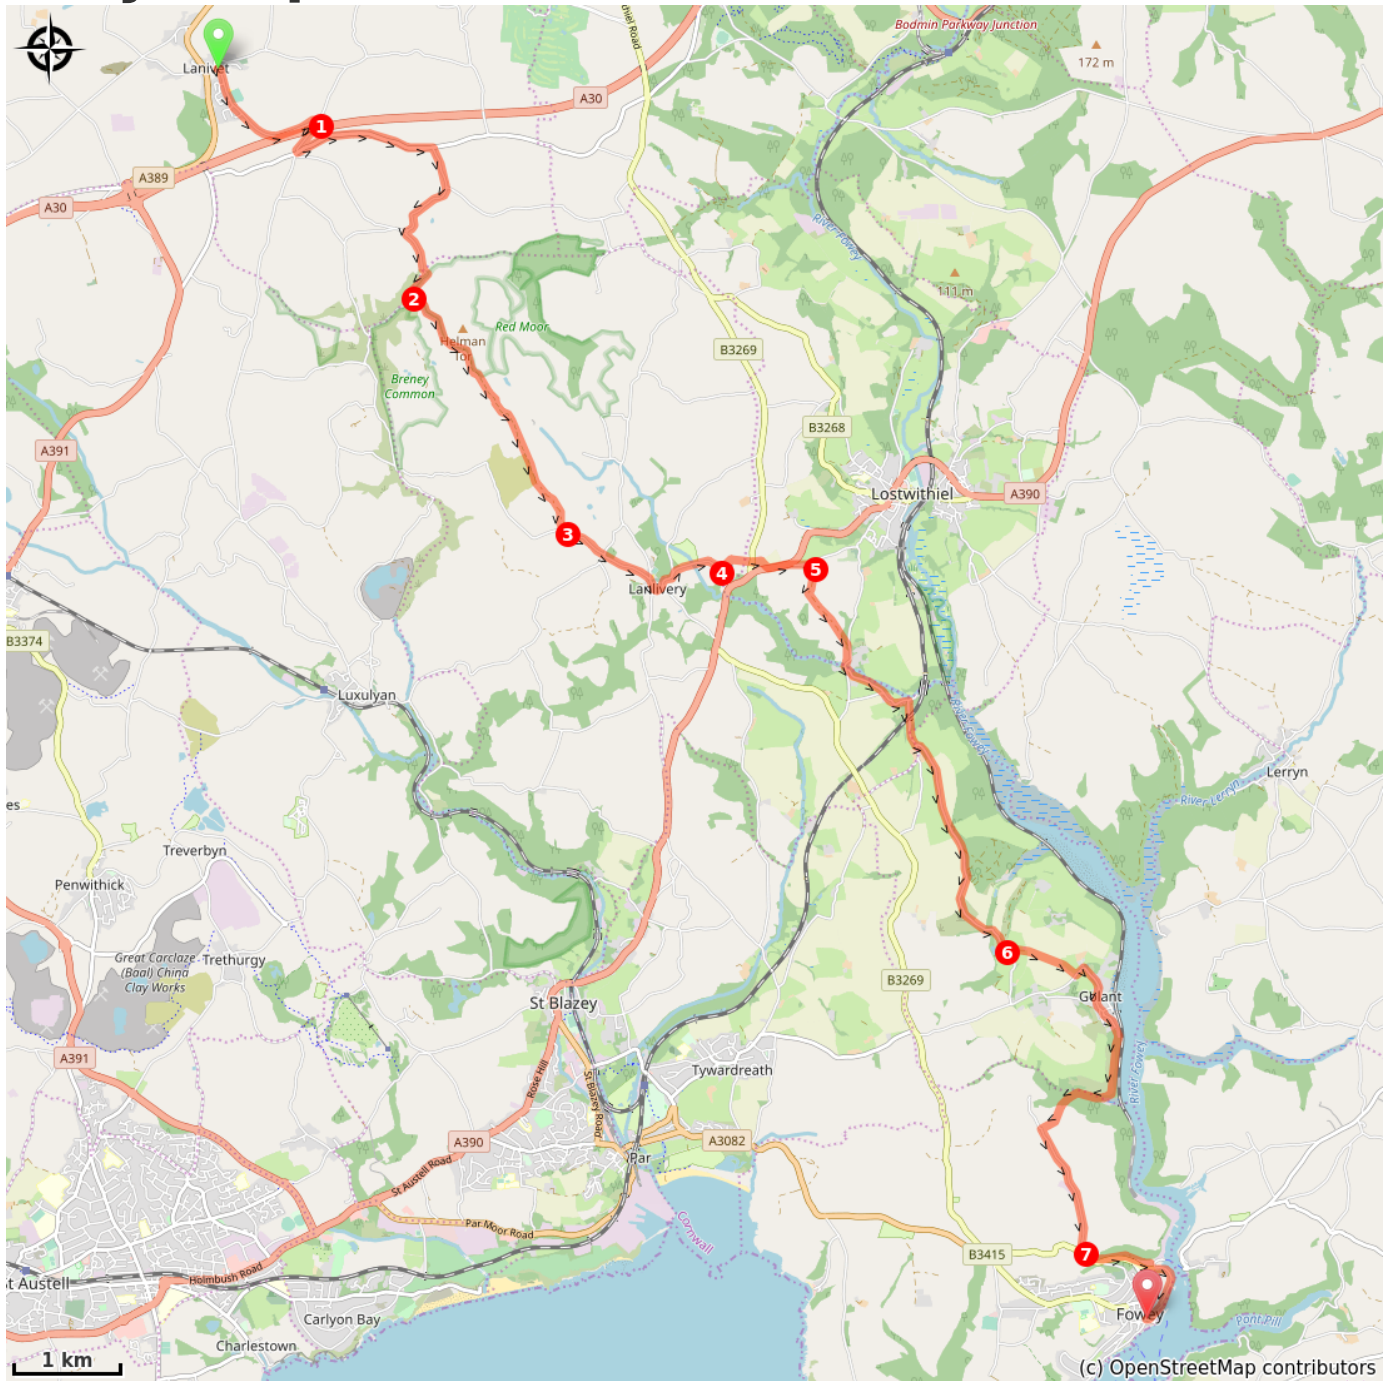 Bodmin Parkway Junction
172 m
Lanivet
A30
1
A389
A30
River Fowey
111 m
2
Red Moor
Helman
Tor
B3269
Breney
Common
B3268
A391
Lostwithiel
A390
3
4
5
Lanlivery
B3374
Luxulyan
River Fowey
Lerryn
River Lerryn
es
Treverbyn
Penwithick
Great Carclaze
(Baal) China
Clay Works
Trethurgy
6
B3269
Golant
St Blazey
A391
Tywardreath
River Fowey
Rose Hill
St Blazey Road
A390
A3082
Par
St Austell Road
Par Moor Road
Cornwall
B3415
7
t Austell
Holmbush Road
Carlyon Bay
Fowey
Pont Pill
Charlestown
1 km
(c) OpenStreetMap contributors